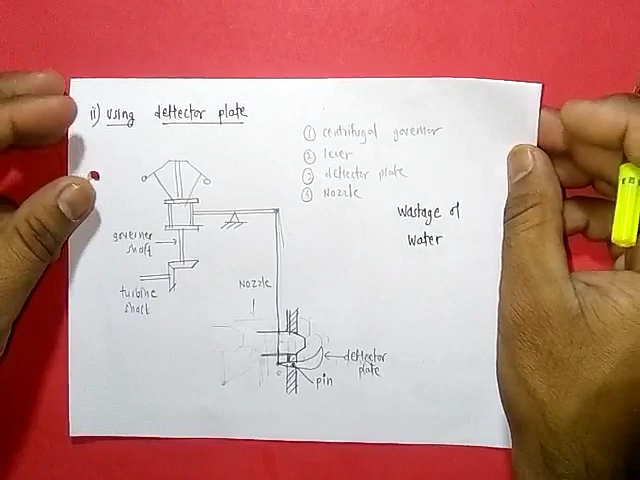 ii) using deflector plate
① centrifugal governor
② lever
③ deflector plate
④ Nozzle
Wastage of
Water
governer
shaft
turbine
shaft
Nozzle
deflector
plate
pin